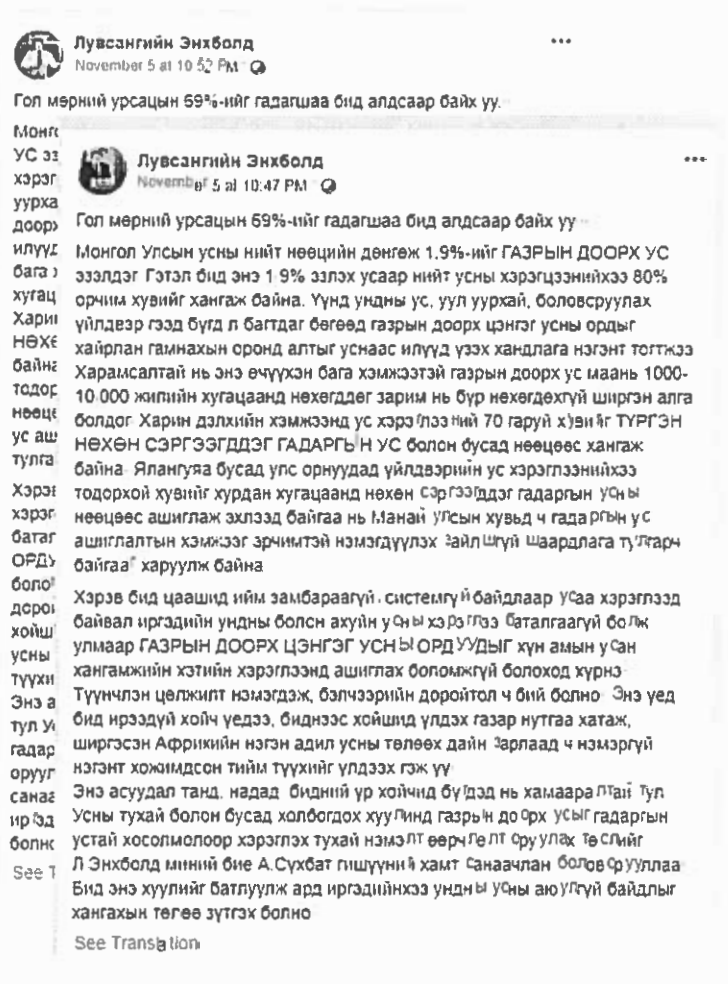 Лувсангийн Энхболд
November 5 at 10:52 PM
Гол мөрний урсацын 59%-ийг гадагшаа бид алдсаар байх уу.
Лувсангийн Энхболд
November 5 at 10:47 PM
Гол мөрний урсацын 59%-ийг гадагшаа бид алдсаар байх уу
Монгол Улсын усны нийт нөөцийн дөнгөж 1.9%-ийг ГАЗРЫН ДООРХ УС
эзэлдэг Гэтэл бид энэ 1 9% эзлэх усаар нийт усны хэрэгцээнийхээ 80%
орчим хувийг хангаж байна. Үүнд ундны ус, уул уурхай, боловсруулах
үйлдвэр гээд бүгд л багтдаг бөгөөд газрын доорх цэнгэг усны ордыг
хайрлан гамнахын оронд алтыг уснаас илүүд үзэх хандлага нэгэнт тогтжээ
Харамсалтай нь энэ өчүүхэн бага хэмжээтэй газрын доорх ус маань 1000-
10 000 жилийн хугацаанд нөхөгддөг зарим нь бүр нөхөгдөхгүй ширгэн алга
болдог Харин дэлхийн хэмжээнд ус хэрэглээний 70 гаруй хувийг ТҮРГЭН
НӨХӨН СЭРГЭЭГДДЭГ ГАДАРГЫН УС болон бусад нөөцөөс хангаж
байна Ялангуяа бусад улс орнуудад үйлдвэрийн ус хэрэглээнийхээ
тодорхой хувийг хурдан хугацаанд нөхөн сэргээгддэг гадаргын усны
нөөцөөс ашиглаж эхлээд байгаа нь Манай улсын хувьд ч гадаргын ус
ашиглалтын хэмжээг эрчимтэй нэмэгдүүлэх зайлшгүй шаардлага тулгарч
байгааг харуулж байна
Хэрэв бид цаашид ийм замбараагүй, системгүй байдлаар усаа хэрэглээд
байвал иргэдийн ундны болон ахуйн усны хэрэглээ баталгаагүй болж
улмаар ГАЗРЫН ДООРХ ЦЭНГЭГ УСНЫ ОРДУУДЫГ хүн амын усан
хангамжийн хэтийн хэрэглээнд ашиглах боломжгүй болоход хүрнэ
Түүнчлэн цөлжилт нэмэгдэж, бэлчээрийн доройтол ч бий болно Энэ үед
бид ирээдүй хойч үедээ, биднээс хойшид үлдэх газар нутгаа хатаж,
ширгэсэн Африкийн нэгэн адил усны төлөөх дайн зарлаад ч нэмэргүй
нэгэнт хожимдсон тийм түүхийг үлдээх гэж үү
Энэ асуудал танд, надад бидний үр хойчид бүгдэд нь хамааралтай Тул
Усны тухай болон бусад холбогдох хуулинд газрын доорх усыг гадаргын
устай хосолмолоор хэрэглэх тухай нэмэлт өөрчлөлт оруулах төслийг
Л Энхболд миний бие А.Сүхбат гишүүний хамт санаачлан боловсрууллаа
Бид энэ хуулийг батлуулж ард иргэдийнхээ ундны усны аюулгүй байдлыг
хангахын төлөө зүтгэх болно
See Translation